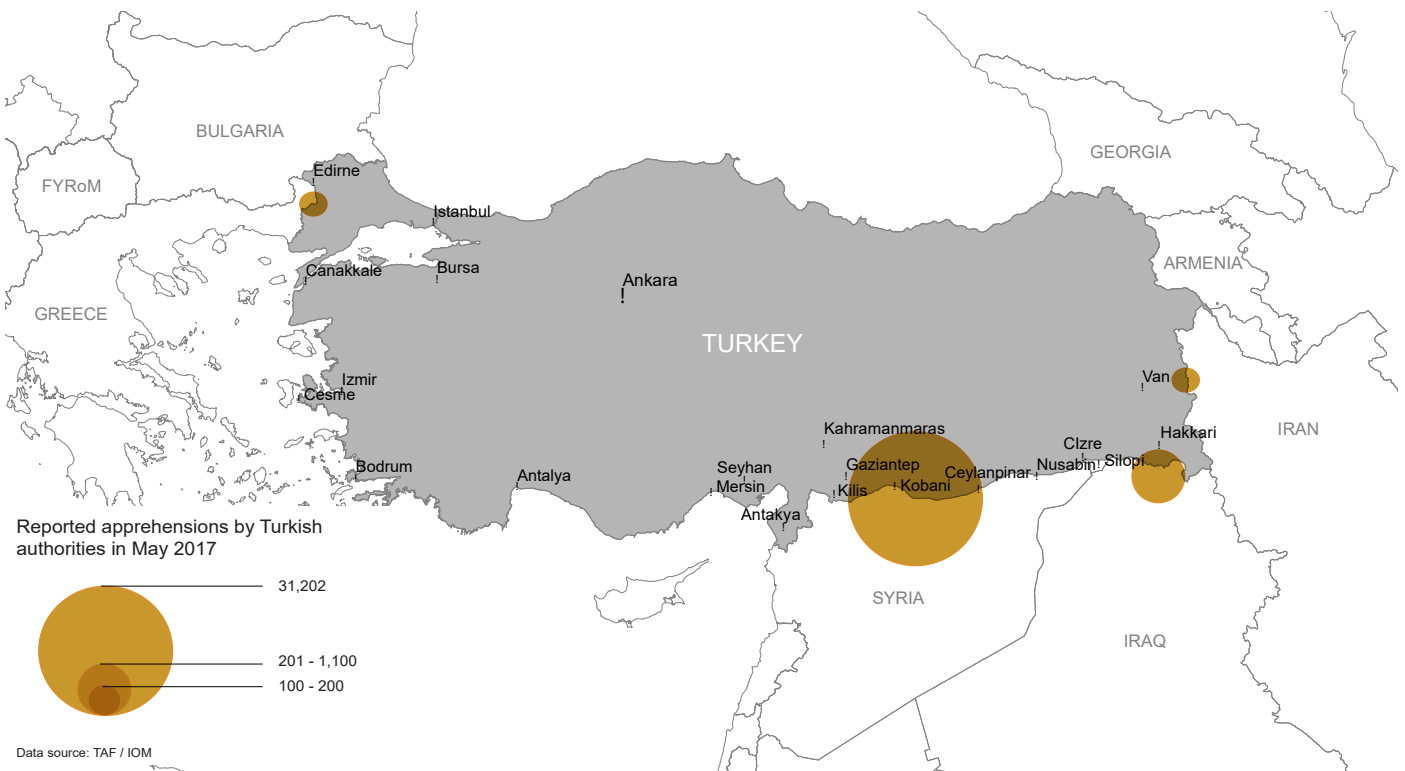 BULGARIA
GEORGIA
Edirne
FYRoM
Istanbul
ARMENIA
Canakkale
Bursa
Ankara
GREECE
TURKEY
Izmir
Cesme
Van
Kahramanmaras
Hakkari
IRAN
CIzre
Silopi
Bodrum
Antalya
Seyhan
Mersin
Gaziantep
Ceylanpinar
Nusabin
Kilis
Kobani
Antakya
Reported apprehensions by Turkish
authorities in May 2017
31,202
201 - 1,100
100 - 200
SYRIA
IRAQ
Data source: TAF / IOM